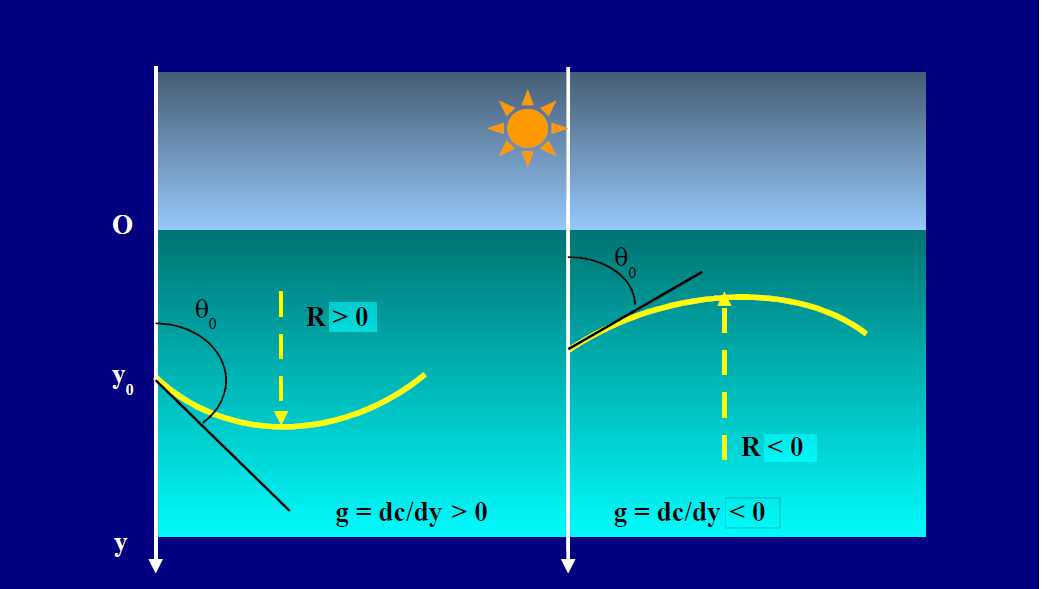 O
θ0
θ0
R > 0
y0
R < 0
g = dc/dy > 0
g = dc/dy < 0
y